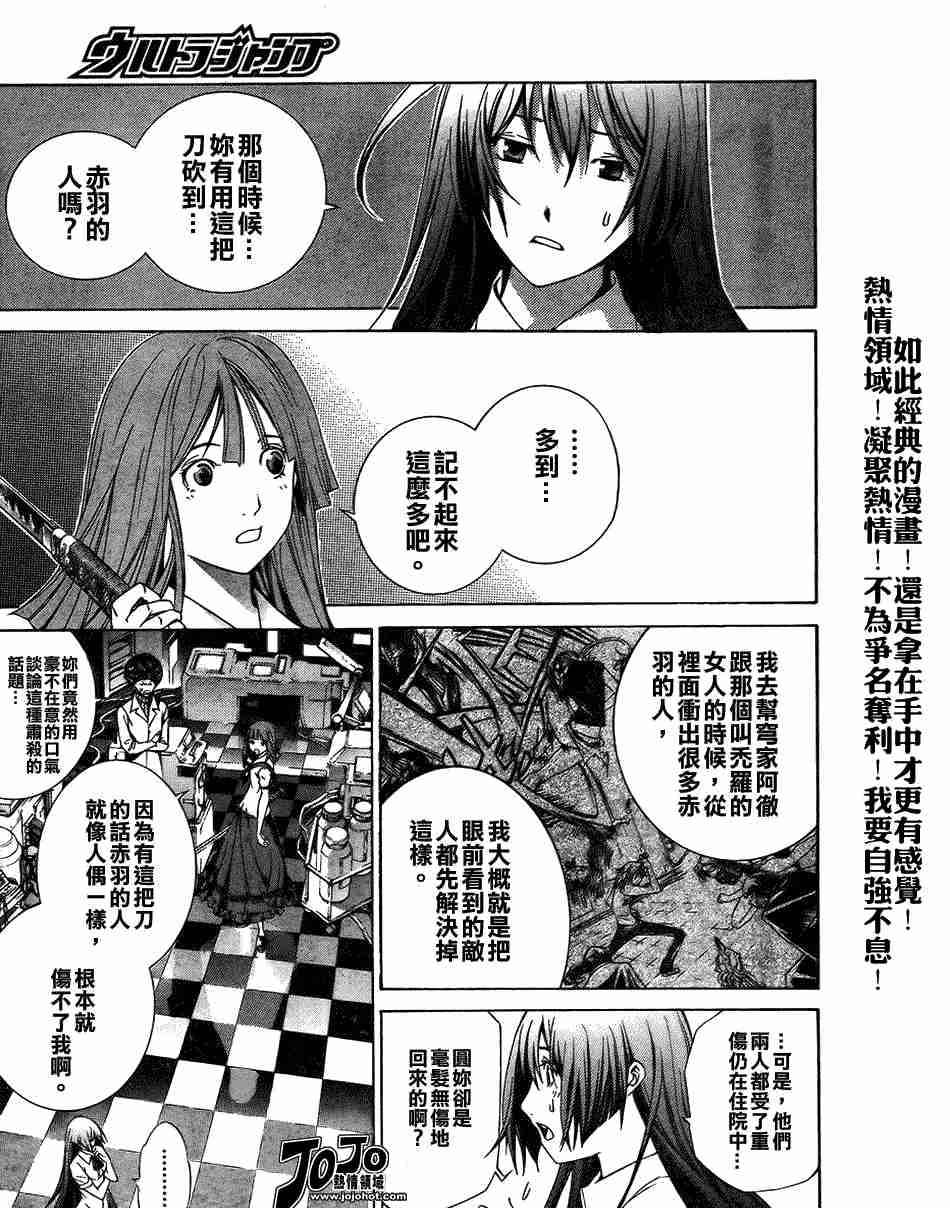 ウルトラジャンプ
那個時候…
妳有用這把
刀砍到…
赤羽的
人嗎？
……
多到…
記不起來
這麼多吧。
我去幫穹家阿徹
跟那個叫禿羅的
女人的時候，從
裡面衝出很多赤
羽的人，
我大概就是把
眼前看到的敵
人都先解決掉
這樣。
妳們竟然用
豪不在意的口氣
談論這種肅殺的
話題…
因為有這把刀
的話赤羽的人
就像人偶一樣，
根本就
傷不了我啊。
…可是，他們
兩人都受了重
傷仍在住院中…
圓妳卻是
毫髮無傷地
回來的啊？
………
如此經典的漫畫！還是拿在手中才更有感覺！
熱情領域！凝聚熱情！不為爭名奪利！我要自強不息！
JOJO
熱情領域
www.jojohot.com